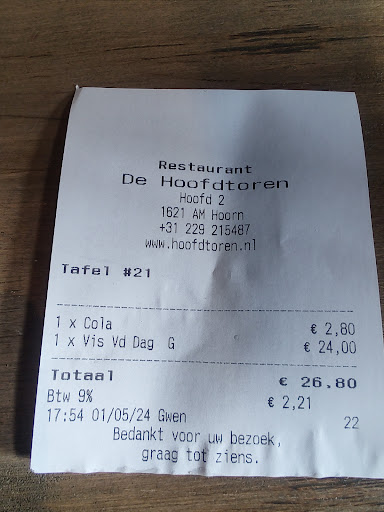 Restaurant
De Hoofdtoren
Hoofd 2
1621 AM Hoorn
+31 229 215487
www.hoofdtoren.nl
Tafel #21
1 x Cola € 2,80
1 x Vis Vd Dag G € 24,00
Totaal € 26,80
Btw 9% € 2,21
17:54 01/05/24 Gwen 22
Bedankt voor uw bezoek,
graag tot ziens.